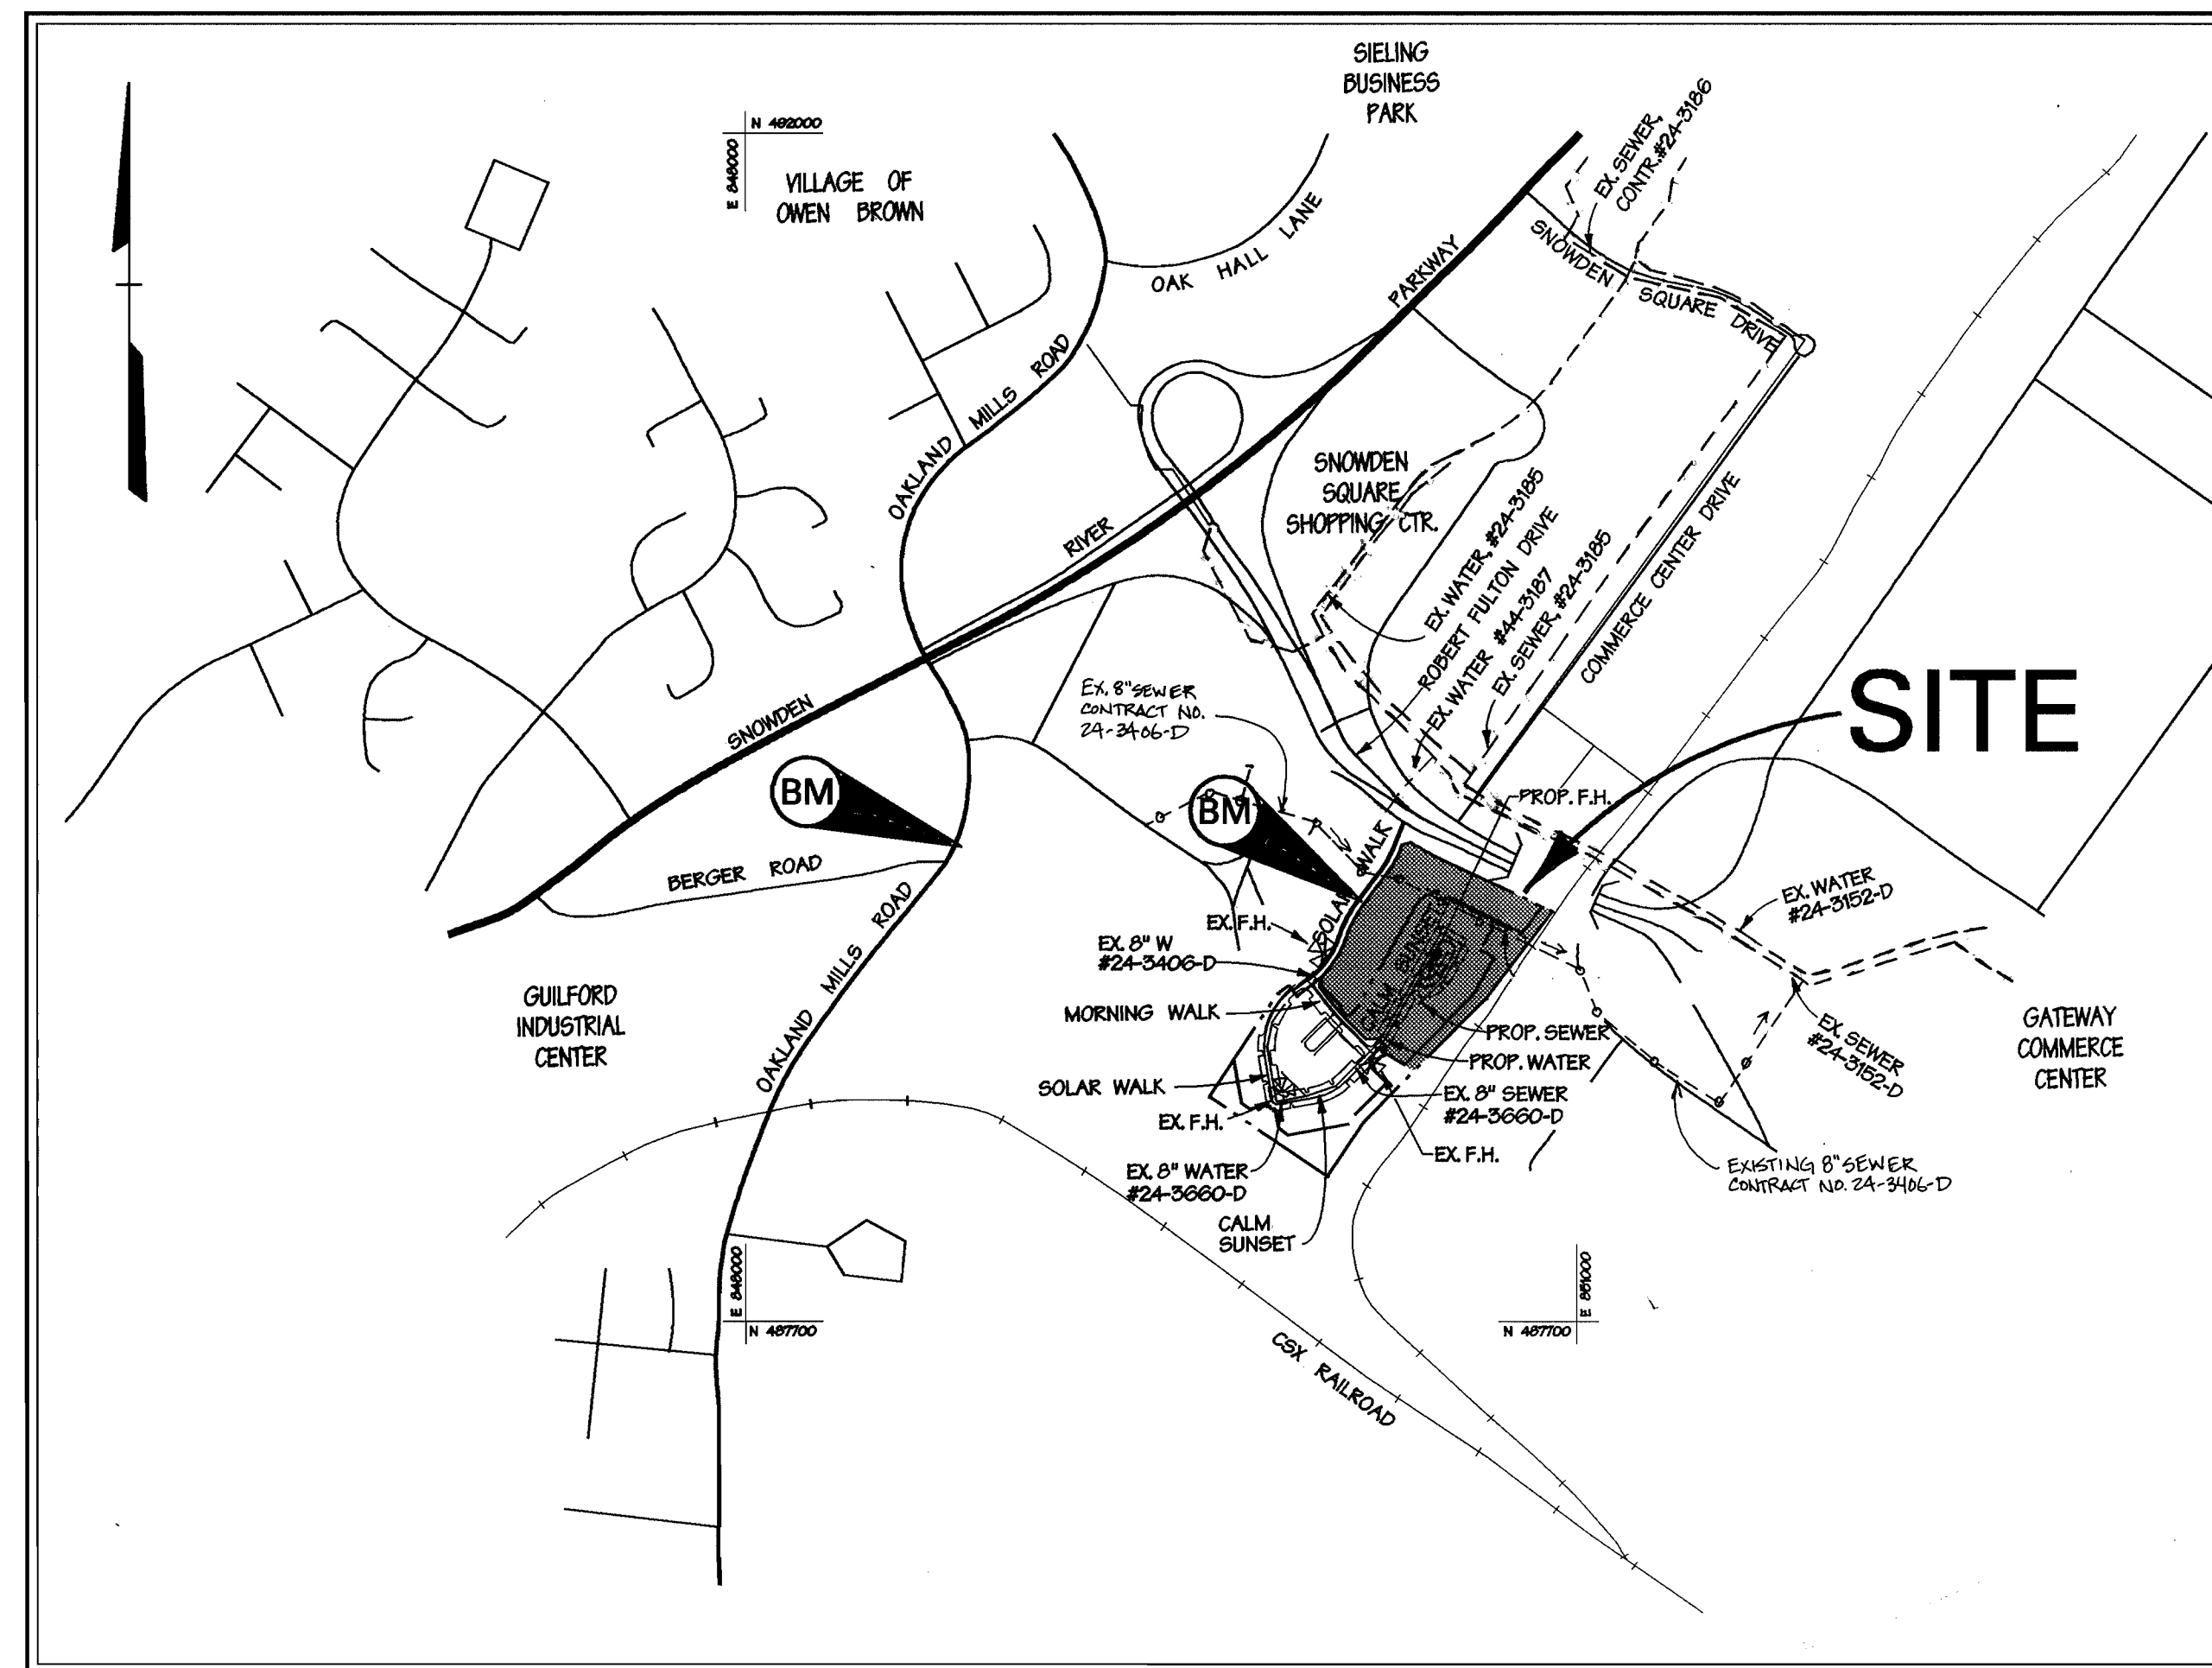 SIELING
BUSINESS
PARK
N 492000
E 848000
VILLAGE OF
OWEN BROWN
EX. SEWER,
CONTR.#24-3186
OAK HALL LANE
PARKWAY
SNOWDEN
SQUARE DRIVE
OAKLAND MILLS ROAD
SNOWDEN
SQUARE
SHOPPING CTR.
RIVER
EX. WATER, #24-3185
ROBERT FULTON DRIVE
EX. WATER #44-3187
EX. SEWER, #24-3185
COMMERCE CENTER DRIVE
SITE
EX. 8" SEWER
CONTRACT NO.
24-3406-D
SNOWDEN
BM
BM
PROP. F.H.
WALK
BERGER ROAD
EX. WATER
#24-3152-D
EX. F.H.
SOLAR
CALM SUNSET
EX. 8" W
#24-3406-D
OAKLAND MILLS ROAD
GUILFORD
INDUSTRIAL
CENTER
MORNING WALK
PROP. SEWER
PROP. WATER
EX. SEWER
#24-3152-D
GATEWAY
COMMERCE
CENTER
SOLAR WALK
EX. 8" SEWER
#24-3660-D
EX. F.H.
EX. F.H.
EX. 8" WATER
#24-3660-D
EXISTING 8" SEWER
CONTRACT NO. 24-3406-D
CALM
SUNSET
E 848000
N 487700
E 851000
N 487700
CSX RAILROAD